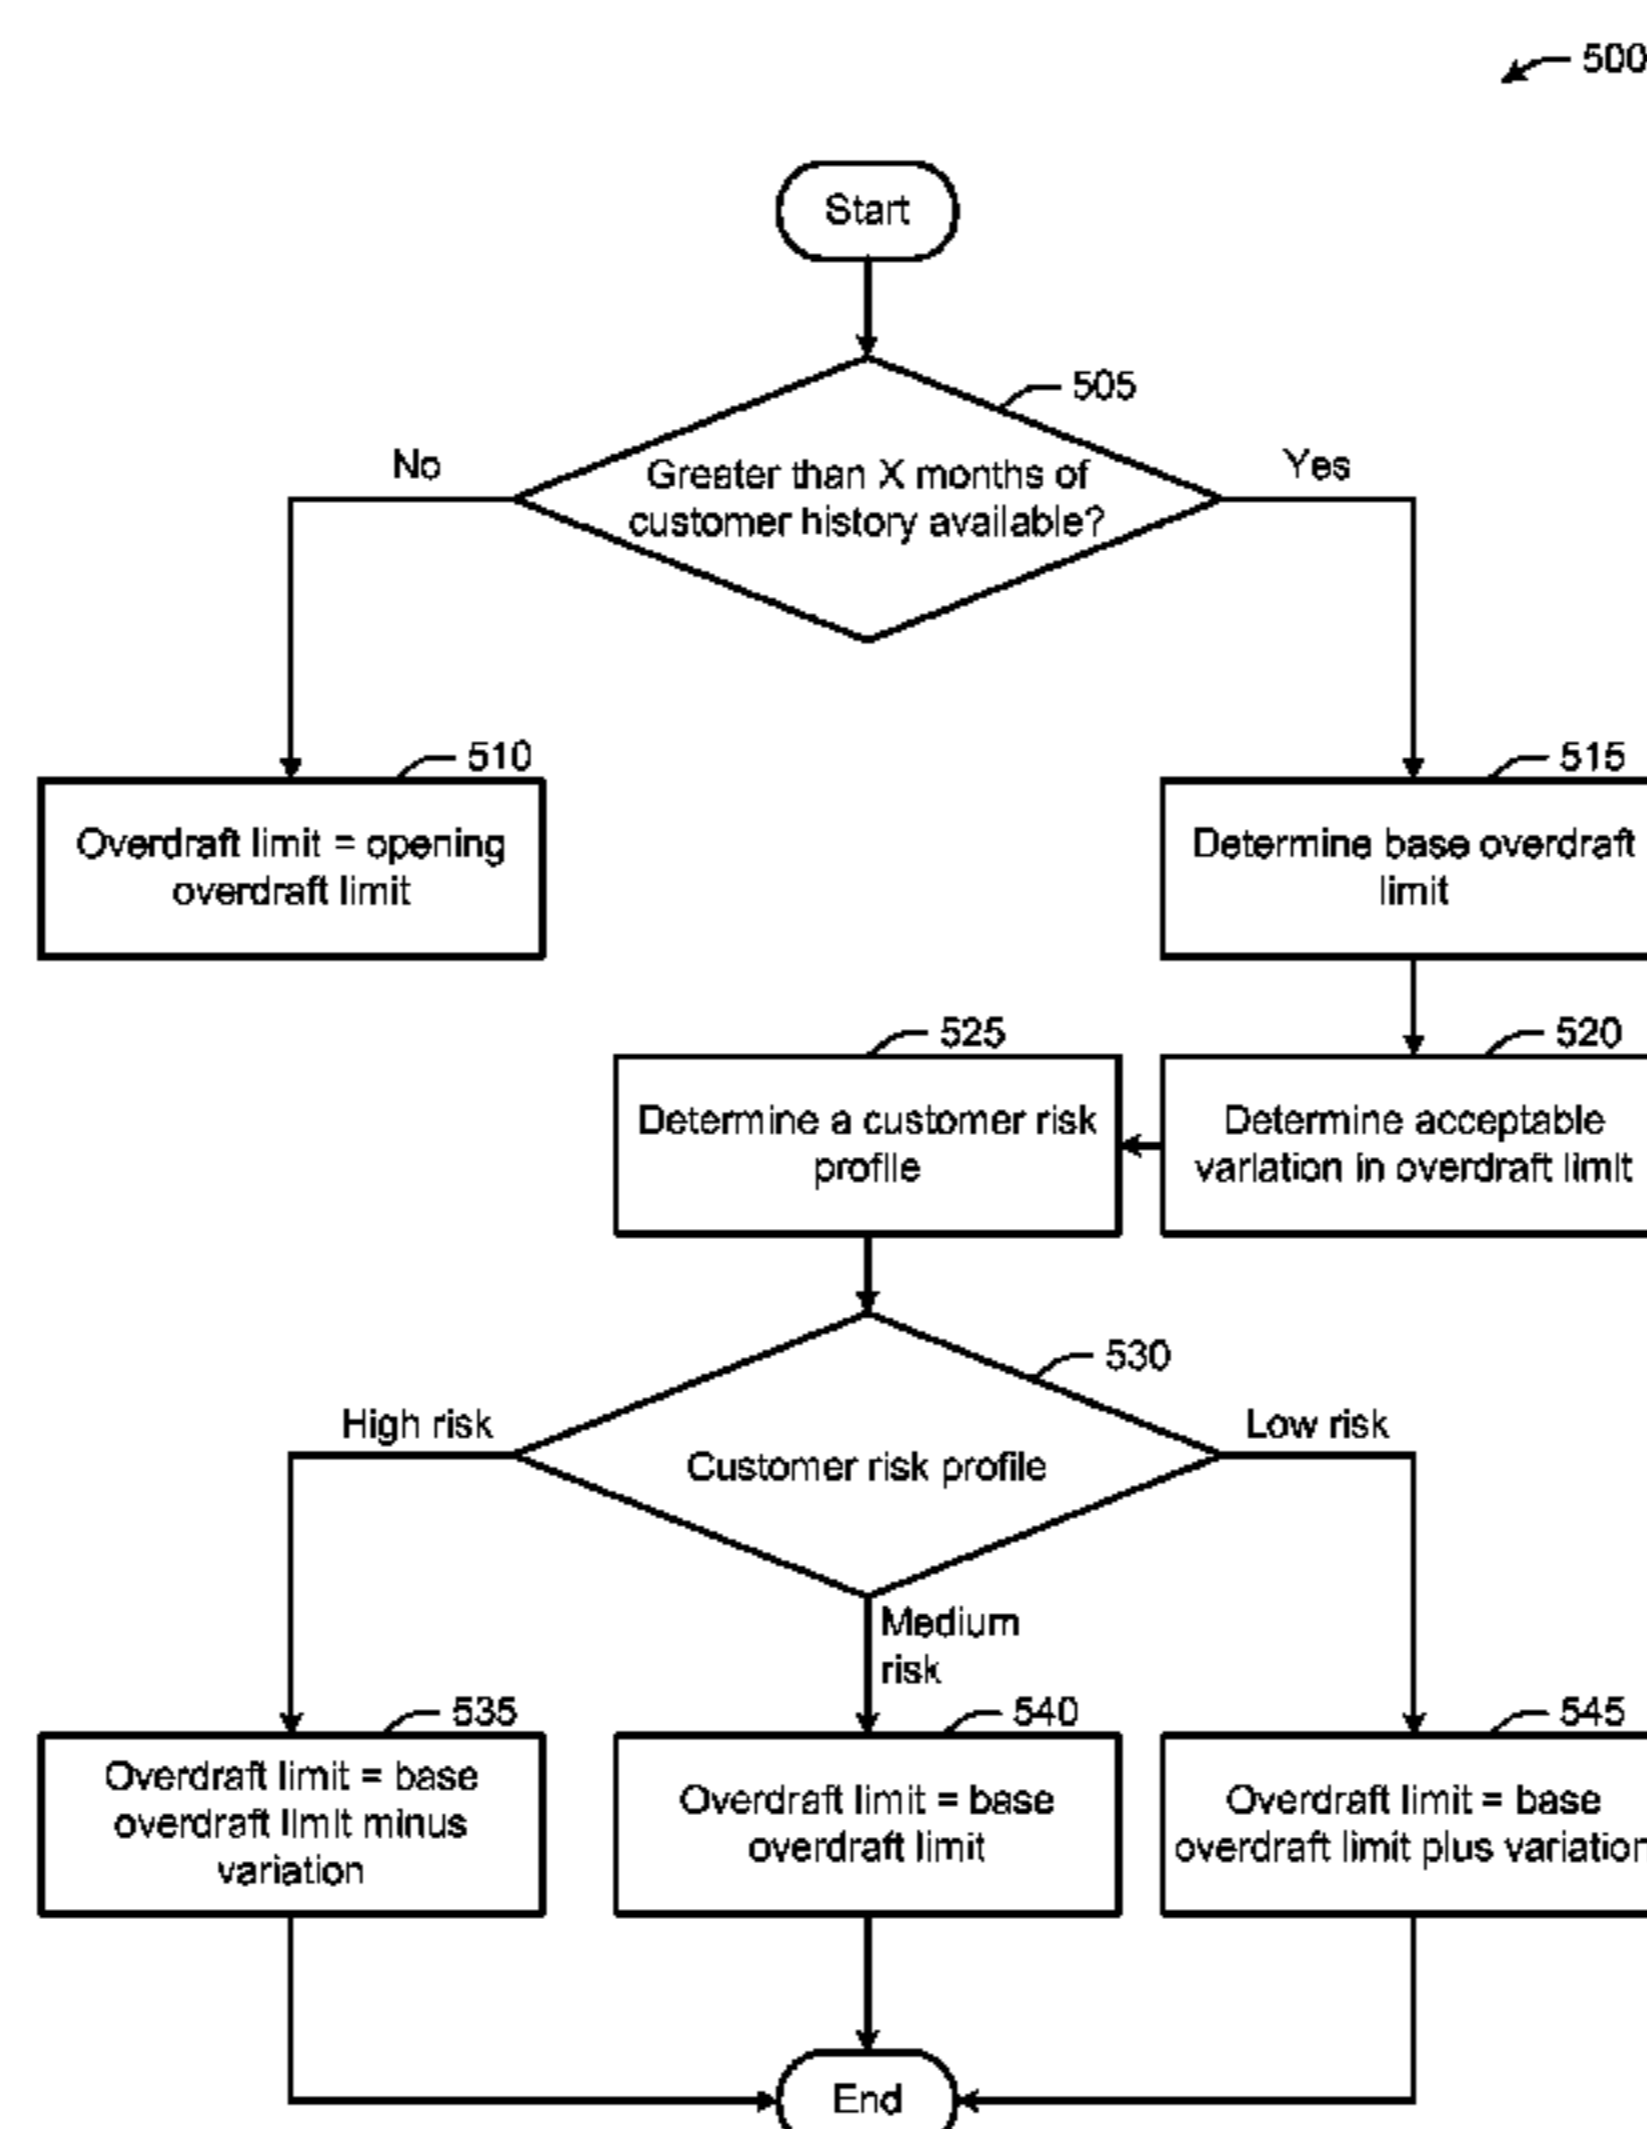 500
Start
505
No
Yes
Greater than X months of
customer history available?
510
515
Overdraft limit = opening
overdraft limit
Determine base overdraft
limit
525
520
Determine a customer risk
profile
Determine acceptable
variation in overdraft limit
530
High risk
Low risk
Customer risk profile
Medium
risk
535
540
545
Overdraft limit = base
overdraft limit minus
variation
Overdraft limit = base
overdraft limit
Overdraft limit = base
overdraft limit plus variation
End